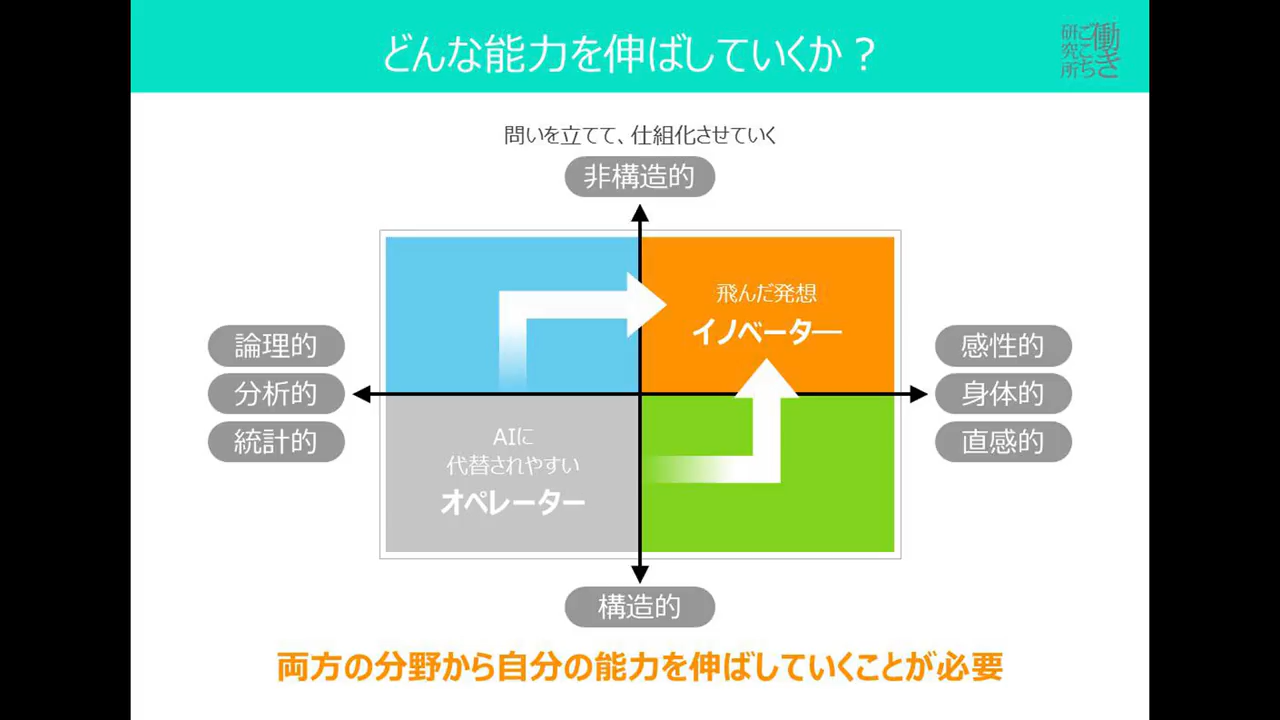 どんな能力を伸ばしていくか？
働き
ごこち
研究所
問いを立てて、仕組化させていく
非構造的
飛んだ発想
イノベーター
論理的
分析的
統計的
感性的
身体的
直感的
AIに
代替されやすい
オペレーター
構造的
両方の分野から自分の能力を伸ばしていくことが必要